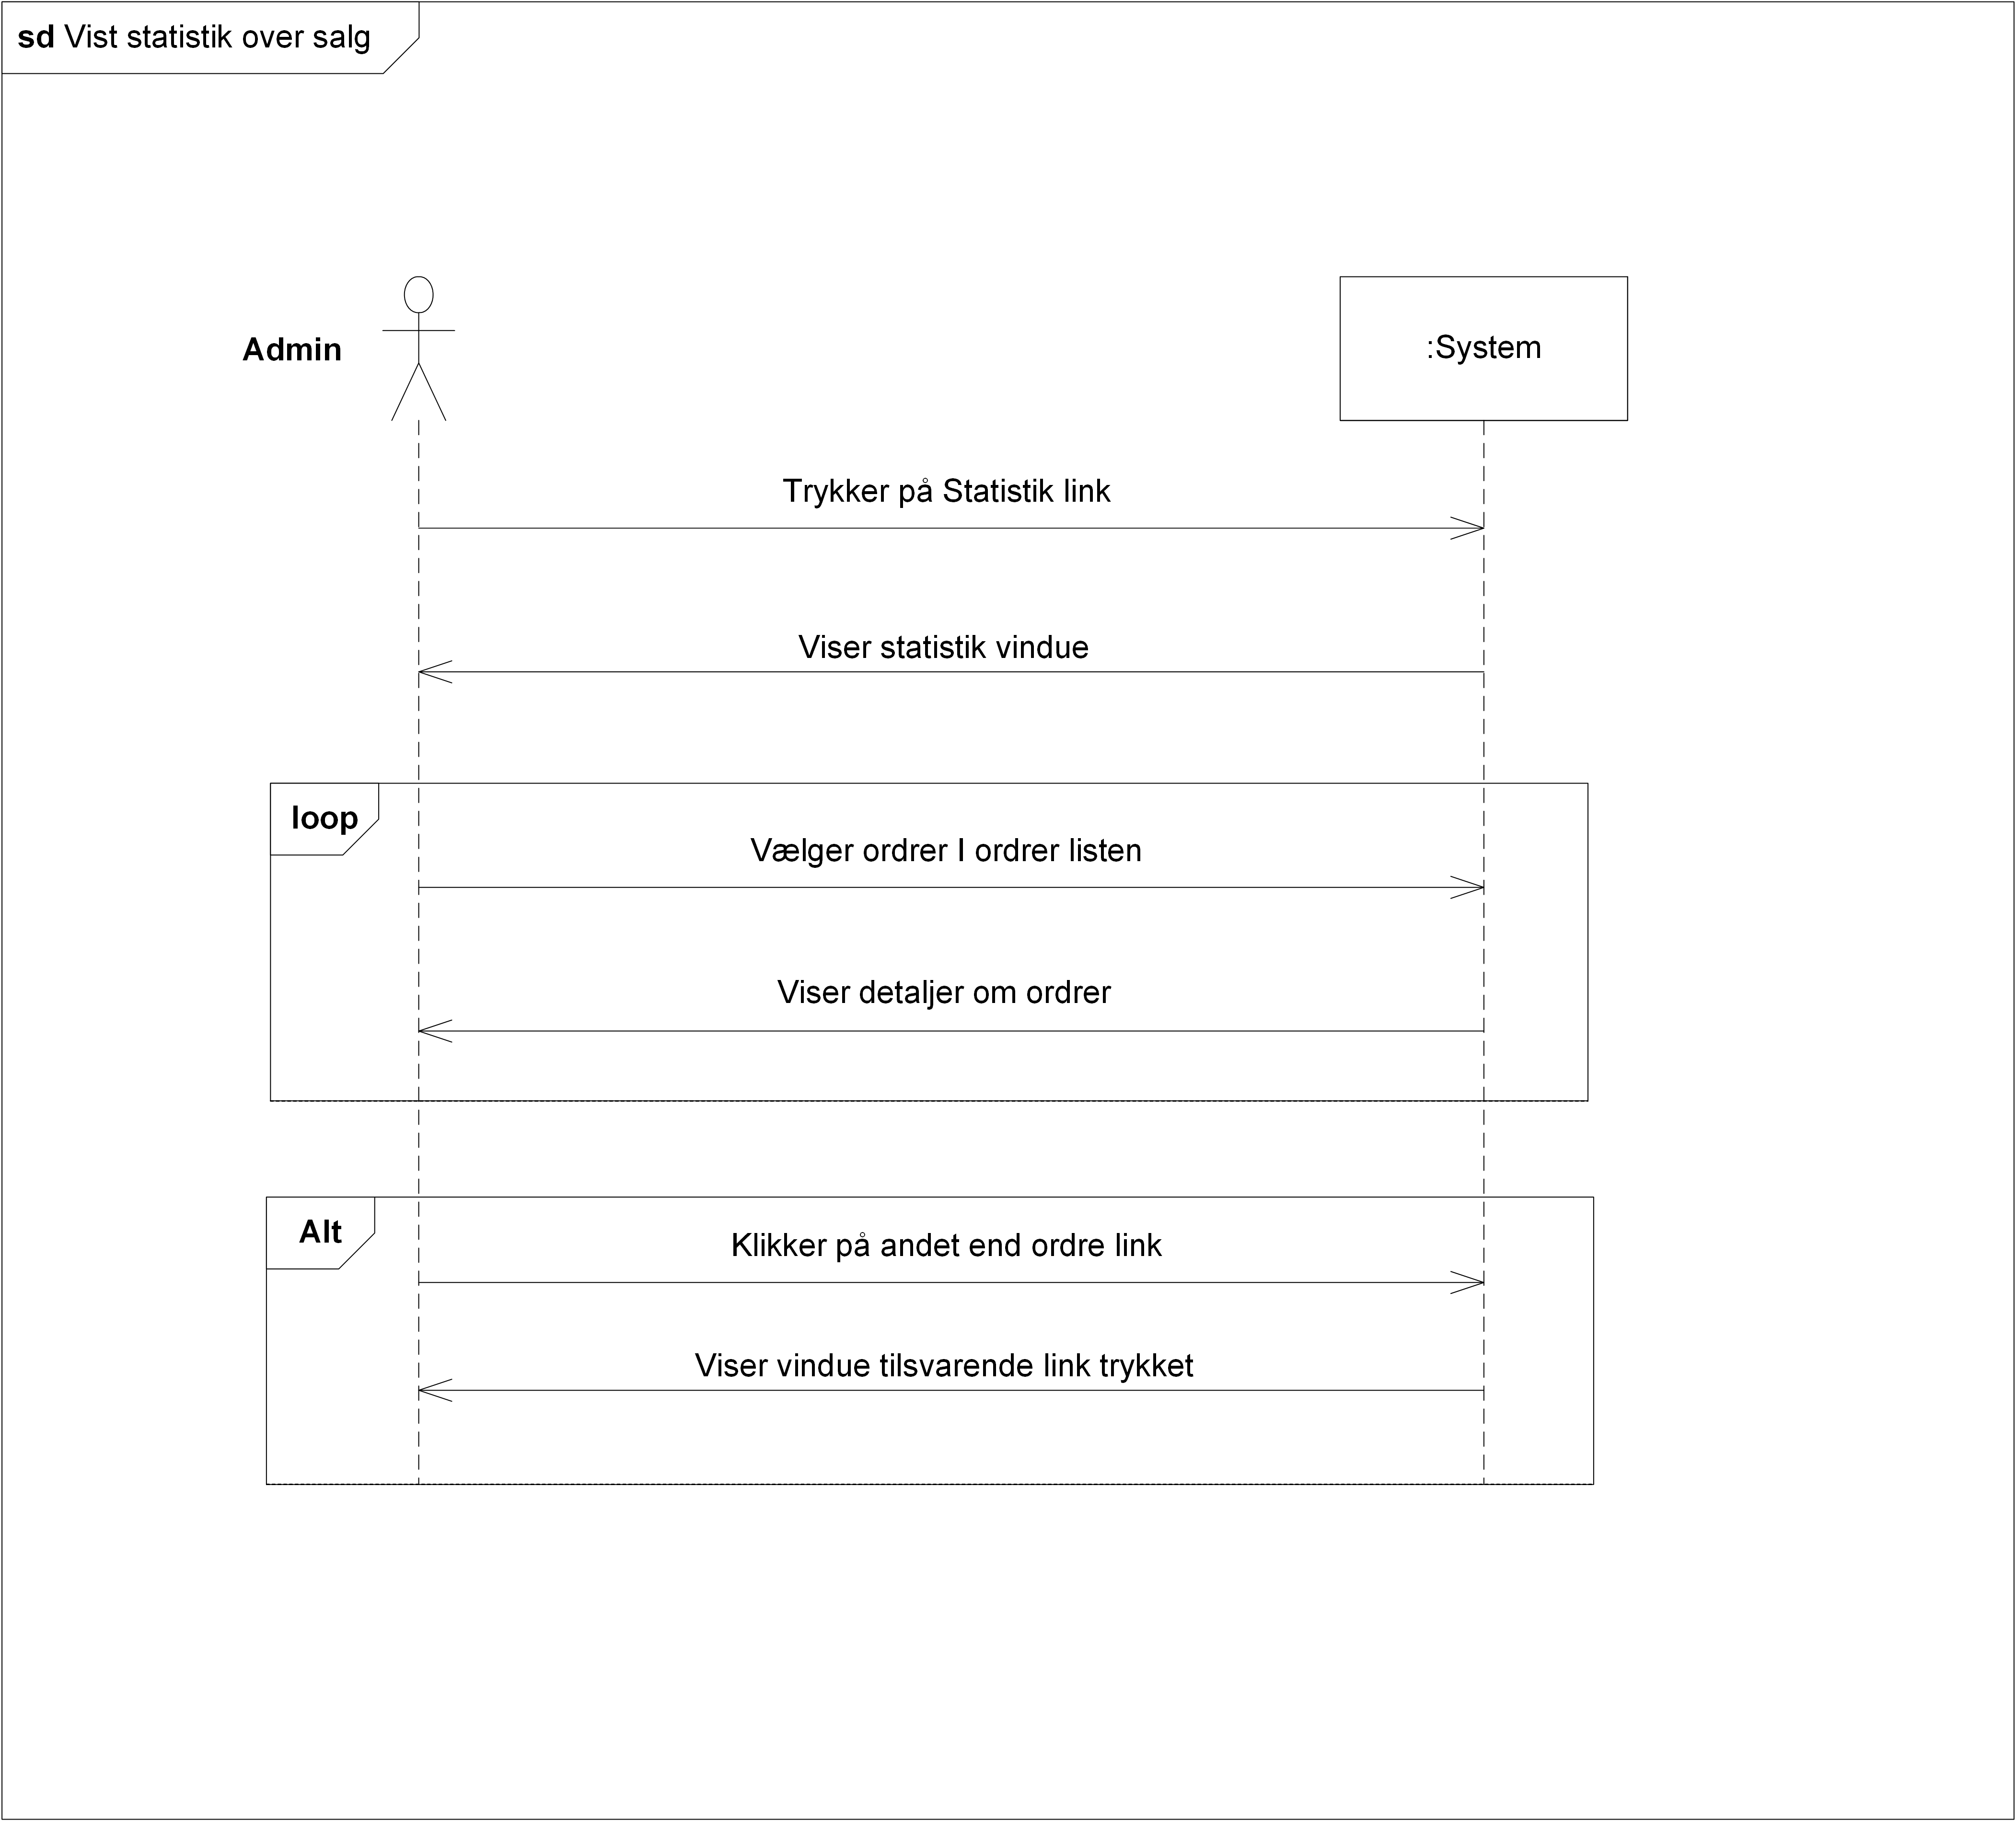 sd Vist statistik over salg
Admin
:System
Trykker på Statistik link
Viser statistik vindue
loop
Vælger ordrer I ordrer listen
Viser detaljer om ordrer
Alt
Klikker på andet end ordre link
Viser vindue tilsvarende link trykket